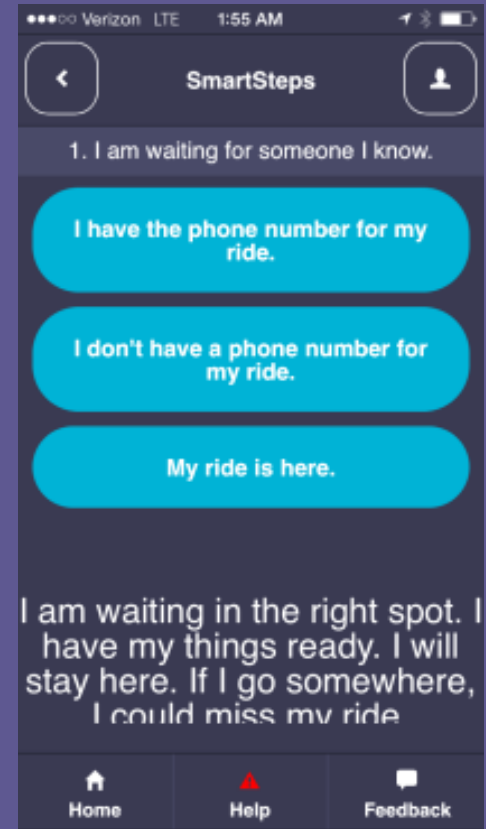 Verizon LTE 1:55 AM
SmartSteps
1. I am waiting for someone I know.
I have the phone number for my
ride.
I don't have a phone number for
my ride.
My ride is here.
I am waiting in the right spot. I
have my things ready. I will
stay here. If I go somewhere,
I could miss my ride
Home Help Feedback